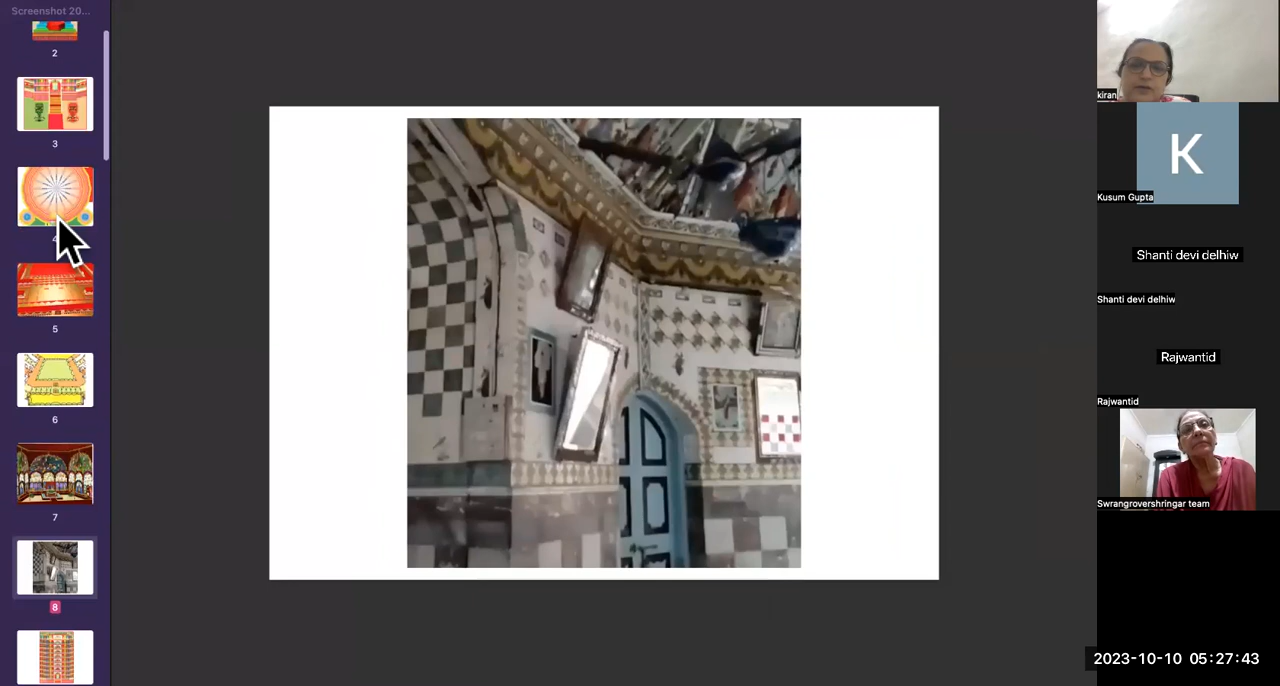 Screenshot 20...
2
3
4
5
6
7
8
kiran
K
Kusum Gupta
Shanti devi delhiw
Shanti devi delhiw
Rajwantid
Rajwantid
Swrangrovershringar team
2023-10-10 05:27:43